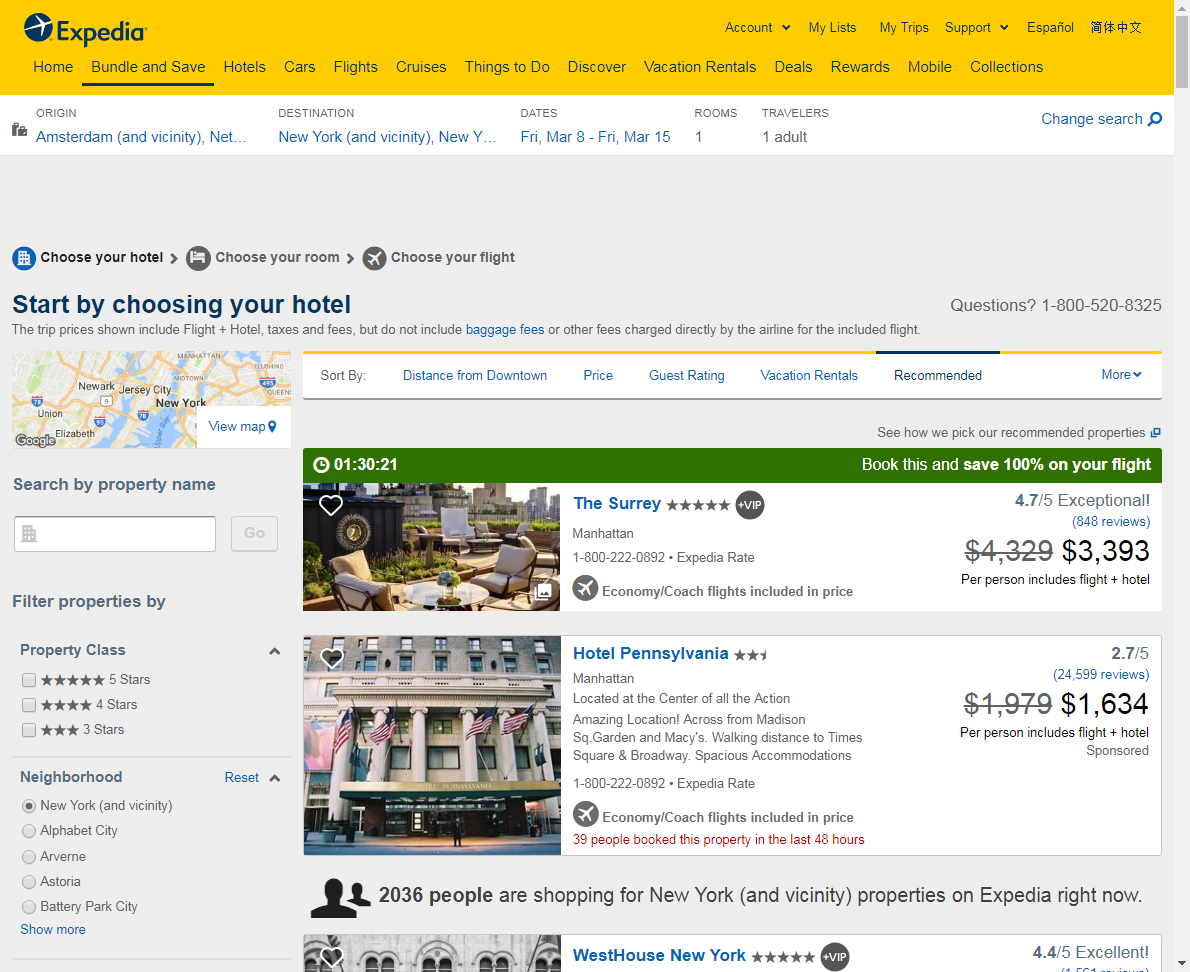 Expedia
Account
My Lists
My Trips
Support
Español
简体中文
Home
Bundle and Save
Hotels
Cars
Flights
Cruises
Things to Do
Discover
Vacation Rentals
Deals
Rewards
Mobile
Collections
ORIGIN
Amsterdam (and vicinity), Net…
DESTINATION
New York (and vicinity), New Y…
DATES
Fri, Mar 8 - Fri, Mar 15
ROOMS
1
TRAVELERS
1 adult
Change search
Choose your hotel
Choose your room
Choose your flight
Start by choosing your hotel
Questions? 1-800-520-8325
The trip prices shown include Flight + Hotel, taxes and fees, but do not include baggage fees or other fees charged directly by the airline for the included flight.
MANHATTAN
FLUSHING
MIDTOWN
Newark
Jersey City
New York
QUEENS
495
78
9
78
95
Union
Elizabeth
Upper Bay
Google
View map
Search by property name
Go
Filter properties by
Property Class
5 Stars
4 Stars
3 Stars
Neighborhood
Reset
New York (and vicinity)
Alphabet City
Arverne
Astoria
Battery Park City
Show more
Sort By:
Distance from Downtown
Price
Guest Rating
Vacation Rentals
Recommended
More
See how we pick our recommended properties
01:30:21
Book this and save 100% on your flight
The Surrey
+VIP
Manhattan
1-800-222-0892 • Expedia Rate
Economy/Coach flights included in price
4.7/5 Exceptional!
(848 reviews)
$4,329 $3,393
Per person includes flight + hotel
Hotel Pennsylvania
Manhattan
Located at the Center of all the Action
Amazing Location! Across from Madison
Sq.Garden and Macy's. Walking distance to Times
Square & Broadway. Spacious Accommodations
1-800-222-0892 • Expedia Rate
Economy/Coach flights included in price
39 people booked this property in the last 48 hours
2.7/5
(24,599 reviews)
$1,979 $1,634
Per person includes flight + hotel
Sponsored
2036 people are shopping for New York (and vicinity) properties on Expedia right now.
WestHouse New York
+VIP
4.4/5 Excellent!
(1,561 reviews)